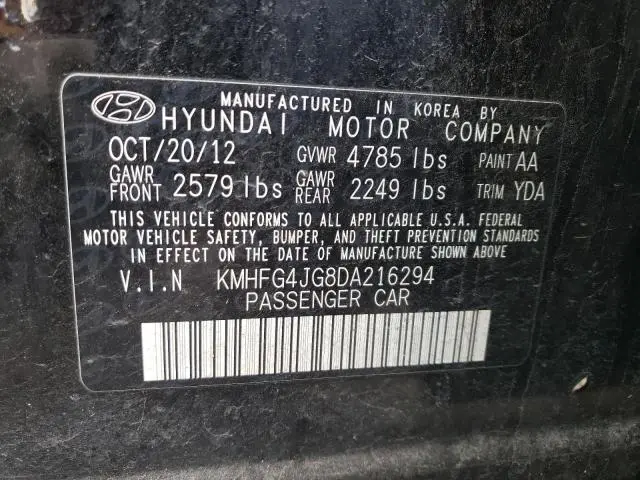 MANUFACTURED IN KOREA BY
HYUNDAI MOTOR COMPANY
OCT/20/12 GVWR 4785 lbs PAINT AA
GAWR FRONT 2579 lbs GAWR REAR 2249 lbs TRIM YDA
THIS VEHICLE CONFORMS TO ALL APPLICABLE U.S.A. FEDERAL
MOTOR VEHICLE SAFETY, BUMPER, AND THEFT PREVENTION STANDARDS
IN EFFECT ON THE DATE OF MANUFACTURE SHOWN ABOVE.
V.I.N KMHFG4JG8DA216294
PASSENGER CAR